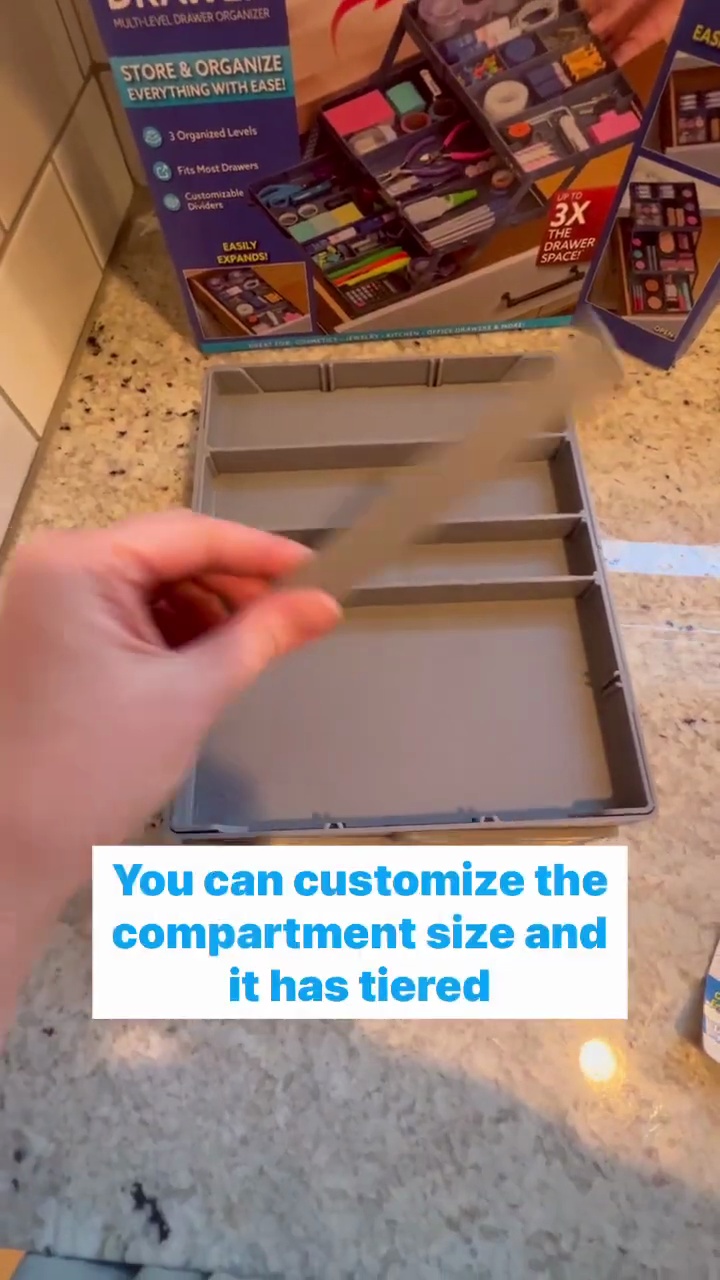 MULTI-LEVEL DRAWER ORGANIZER
STORE & ORGANIZE
EVERYTHING WITH EASE!
3 Organized Levels
Fits Most Drawers
Customizable
Dividers
EASILY
EXPANDS!
UP TO
3X
THE
DRAWER
SPACE!
GREAT FOR: COSMETICS - JEWELRY - KITCHEN - OFFICE DRAWERS & MORE!
OPEN
You can customize the
compartment size and
it has tiered